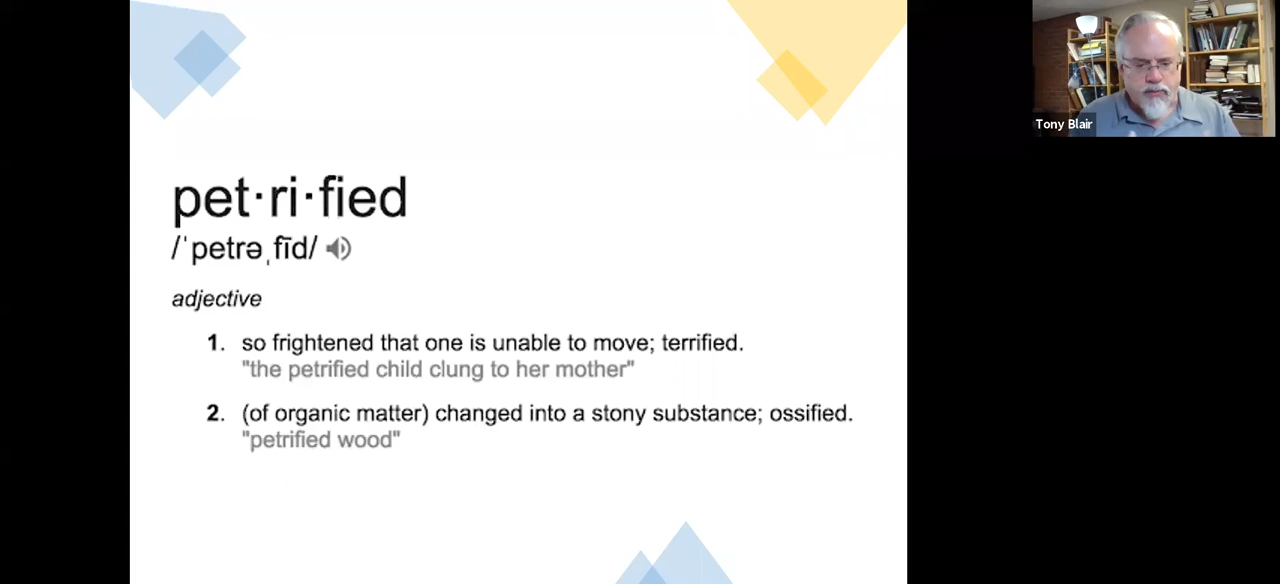 pet·ri·fied
/ˈpetrəˌfīd/
adjective
1. so frightened that one is unable to move; terrified.
"the petrified child clung to her mother"
2. (of organic matter) changed into a stony substance; ossified.
"petrified wood"
Tony Blair